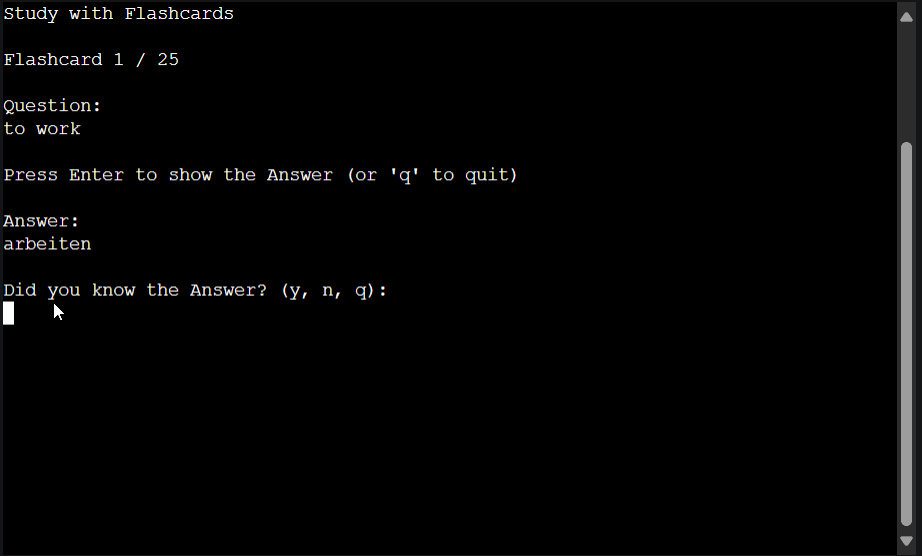 Study with Flashcards
Flashcard 1 / 25
Question:
to work
Press Enter to show the Answer (or 'q' to quit)
Answer:
arbeiten
Did you know the Answer? (y, n, q):